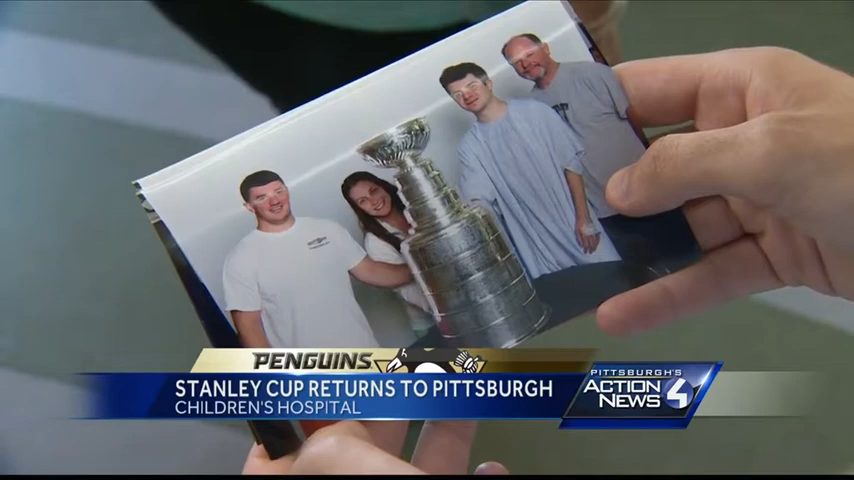 PENGUINS
STANLEY CUP RETURNS TO PITTSBURGH
CHILDREN'S HOSPITAL
PITTSBURGH'S
ACTION
NEWS 4